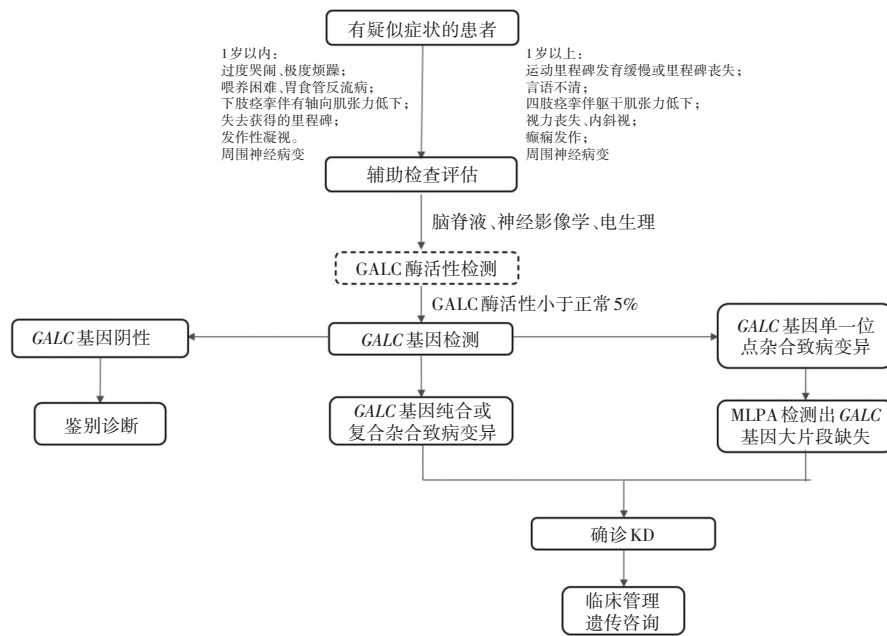 有疑似症状的患者
1岁以内：
过度哭闹、极度烦躁；
喂养困难、胃食管反流病；
下肢痉挛伴有轴向肌张力低下；
失去获得的里程碑；
发作性凝视。
周围神经病变
1岁以上：
运动里程碑发育缓慢或里程碑丧失；
言语不清；
四肢痉挛伴躯干肌张力低下；
视力丧失、内斜视；
癫痫发作；
周围神经病变
辅助检查评估
脑脊液、神经影像学、电生理
GALC酶活性检测
GALC酶活性小于正常5%
GALC基因阴性
GALC基因检测
GALC基因单一位
点杂合致病变异
鉴别诊断
GALC基因纯合或
复合杂合致病变异
MLPA检测出GALC
基因大片段缺失
确诊KD
临床管理
遗传咨询